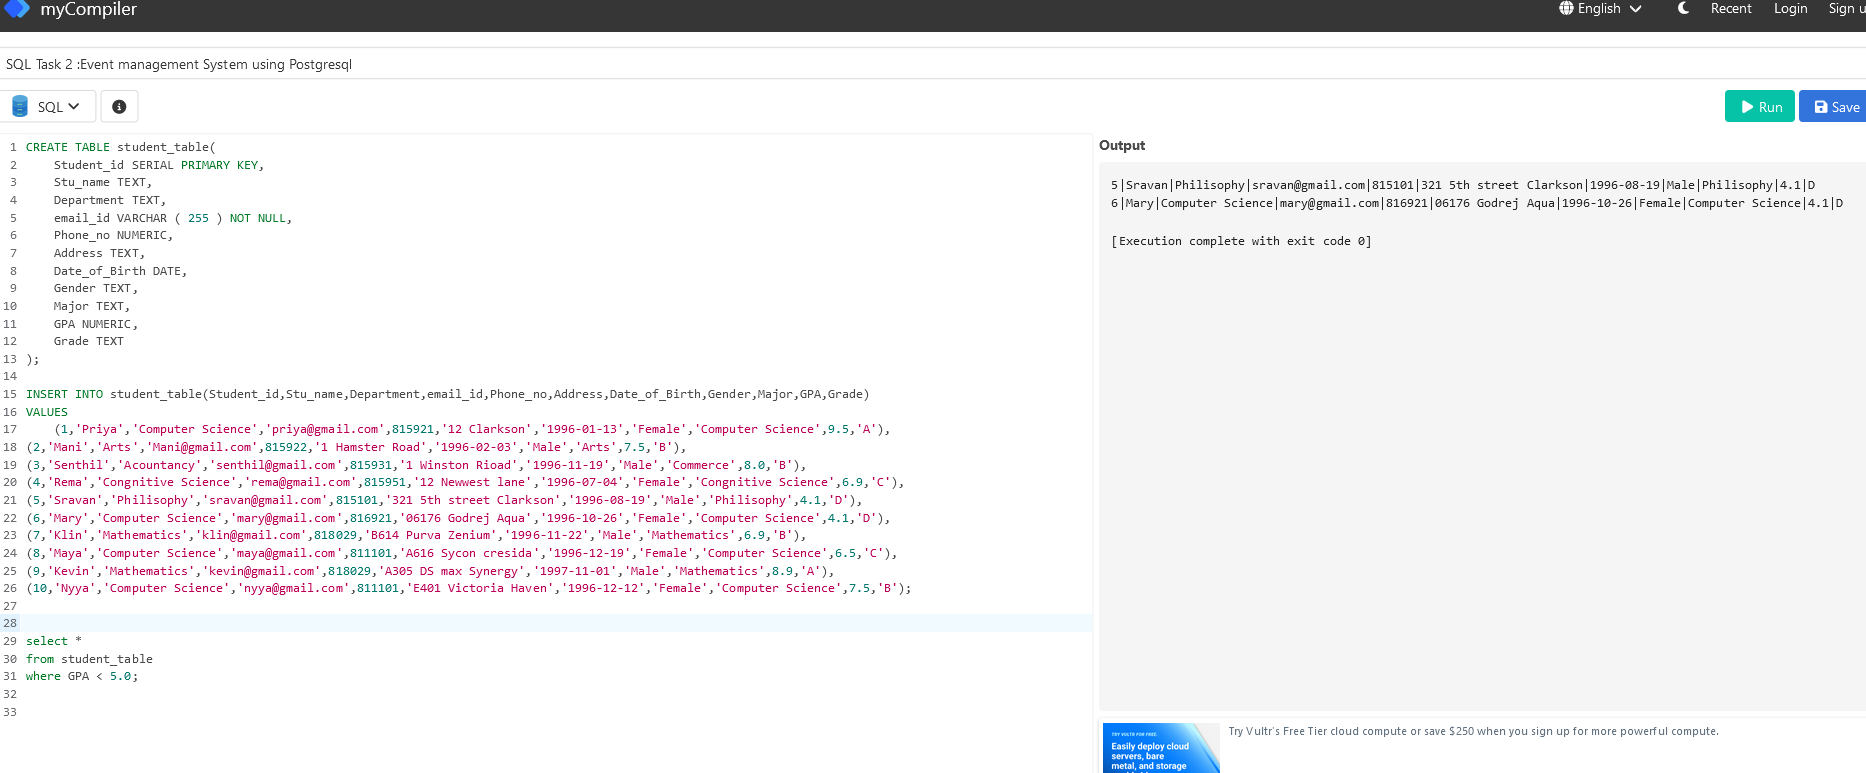 myCompiler
English
Recent
Login
Sign u
SQL Task 2 :Event management System using Postgresql
SQL
Run
Save
1 CREATE TABLE student_table(
2     Student_id SERIAL PRIMARY KEY,
3     Stu_name TEXT,
4     Department TEXT,
5     email_id VARCHAR ( 255 ) NOT NULL,
6     Phone_no NUMERIC,
7     Address TEXT,
8     Date_of_Birth DATE,
9     Gender TEXT,
10     Major TEXT,
11     GPA NUMERIC,
12     Grade TEXT
13 );
14
15 INSERT INTO student_table(Student_id,Stu_name,Department,email_id,Phone_no,Address,Date_of_Birth,Gender,Major,GPA,Grade)
16 VALUES
17     (1,'Priya','Computer Science','priya@gmail.com',815921,'12 Clarkson','1996-01-13','Female','Computer Science',9.5,'A'),
18 (2,'Mani','Arts','Mani@gmail.com',815922,'1 Hamster Road','1996-02-03','Male','Arts',7.5,'B'),
19 (3,'Senthil','Acountancy','senthil@gmail.com',815931,'1 Winston Rioad','1996-11-19','Male','Commerce',8.0,'B'),
20 (4,'Rema','Congnitive Science','rema@gmail.com',815951,'12 Newwest lane','1996-07-04','Female','Congnitive Science',6.9,'C'),
21 (5,'Sravan','Philisophy','sravan@gmail.com',815101,'321 5th street Clarkson','1996-08-19','Male','Philisophy',4.1,'D'),
22 (6,'Mary','Computer Science','mary@gmail.com',816921,'06176 Godrej Aqua','1996-10-26','Female','Computer Science',4.1,'D'),
23 (7,'Klin','Mathematics','klin@gmail.com',818029,'B614 Purva Zenium','1996-11-22','Male','Mathematics',6.9,'B'),
24 (8,'Maya','Computer Science','maya@gmail.com',811101,'A616 Sycon cresida','1996-12-19','Female','Computer Science',6.5,'C'),
25 (9,'Kevin','Mathematics','kevin@gmail.com',818029,'A305 DS max Synergy','1997-11-01','Male','Mathematics',8.9,'A'),
26 (10,'Nyya','Computer Science','nyya@gmail.com',811101,'E401 Victoria Haven','1996-12-12','Female','Computer Science',7.5,'B');
27
28
29 select *
30 from student_table
31 where GPA < 5.0;
32
33
Output
5|Sravan|Philisophy|sravan@gmail.com|815101|321 5th street Clarkson|1996-08-19|Male|Philisophy|4.1|D
6|Mary|Computer Science|mary@gmail.com|816921|06176 Godrej Aqua|1996-10-26|Female|Computer Science|4.1|D
[Execution complete with exit code 0]
TRY VULTR FOR FREE:
Easily deploy cloud
servers, bare
metal, and storage
Try Vultr's Free Tier cloud compute or save $250 when you sign up for more powerful compute.